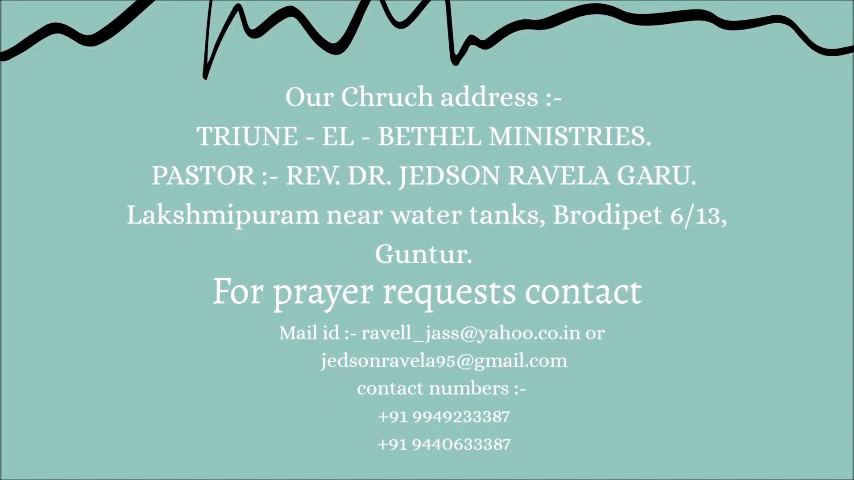 Our Chruch address :-
TRIUNE - EL - BETHEL MINISTRIES.
PASTOR :- REV. DR. JEDSON RAVELA GARU.
Lakshmipuram near water tanks, Brodipet 6/13,
Guntur.
For prayer requests contact
Mail id :- ravell_jass@yahoo.co.in or
jedsonravela95@gmail.com
contact numbers :-
+91 9949233387
+91 9440633387